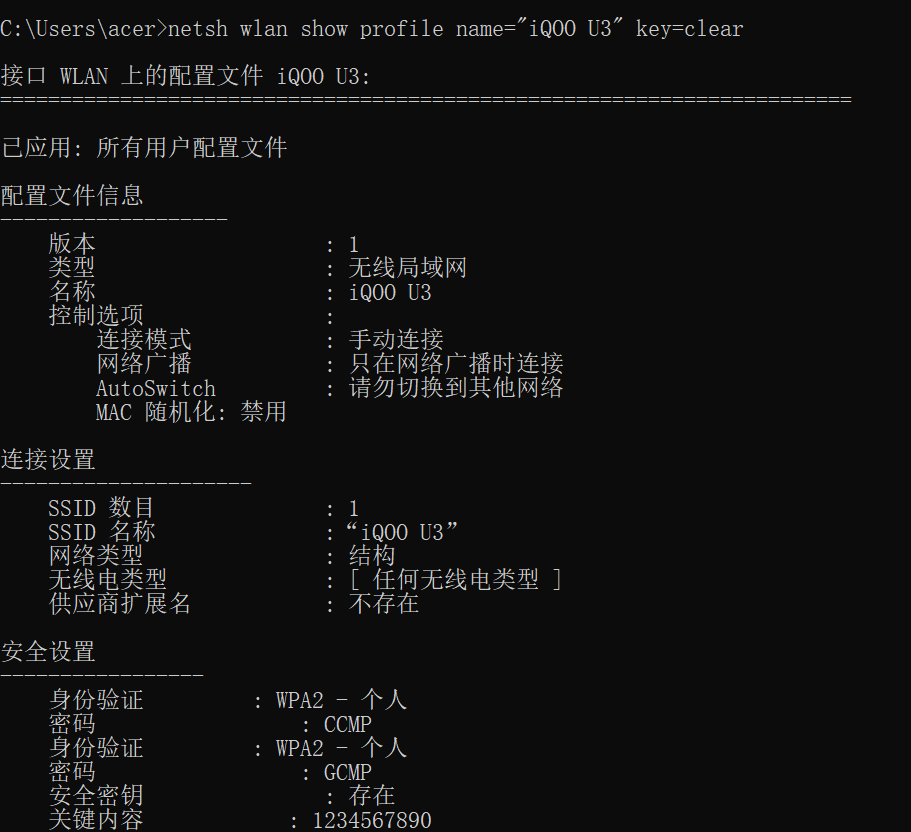 C:\Users\acer>netsh wlan show profile name="iQOO U3" key=clear
接口 WLAN 上的配置文件 iQOO U3:
=======================================================================
已应用: 所有用户配置文件
配置文件信息
-------------------
版本 : 1
类型 : 无线局域网
名称 : iQOO U3
控制选项 :
连接模式 : 手动连接
网络广播 : 只在网络广播时连接
AutoSwitch : 请勿切换到其他网络
MAC 随机化: 禁用
连接设置
---------------------
SSID 数目 : 1
SSID 名称 :“iQOO U3”
网络类型 : 结构
无线电类型 : [ 任何无线电类型 ]
供应商扩展名 : 不存在
安全设置
-----------------
身份验证 : WPA2 - 个人
密码 : CCMP
身份验证 : WPA2 - 个人
密码 : GCMP
安全密钥 : 存在
关键内容 : 1234567890